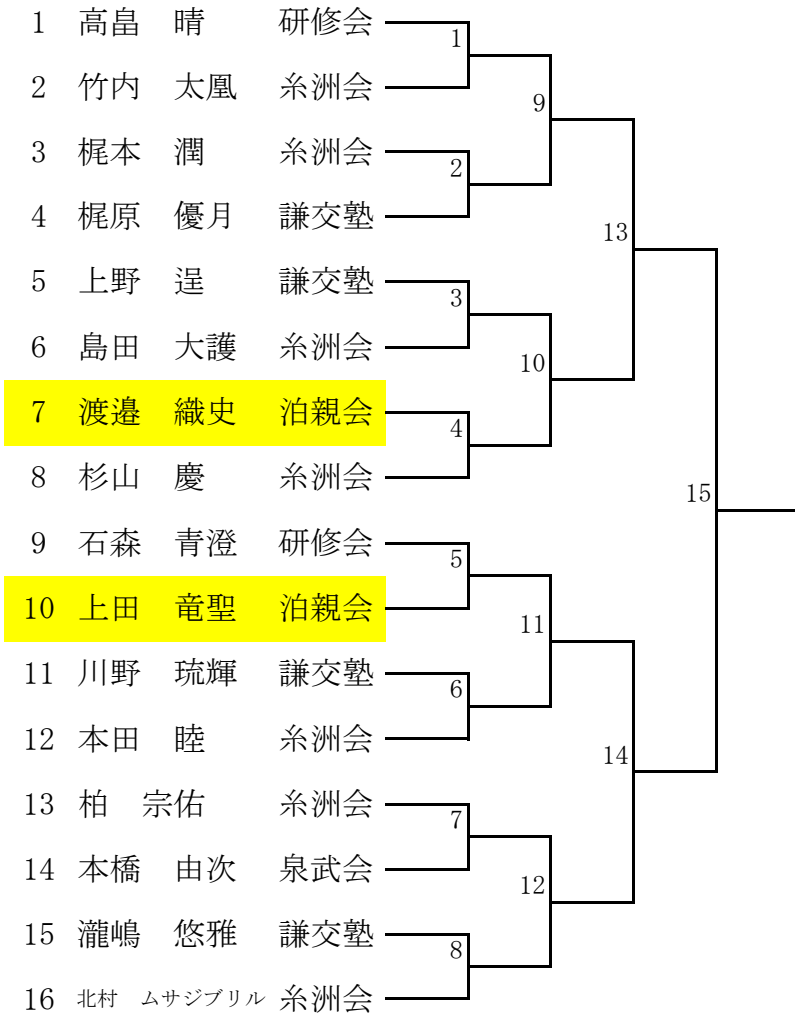 1 高畠 晴 研修会
2 竹内 太凰 糸洲会
3 梶本 潤 糸洲会
4 梶原 優月 謙交塾
5 上野 逞 謙交塾
6 島田 大護 糸洲会
7 渡邉 織史 泊親会
8 杉山 慶 糸洲会
9 石森 青澄 研修会
10 上田 竜聖 泊親会
11 川野 琉輝 謙交塾
12 本田 睦 糸洲会
13 柏 宗佑 糸洲会
14 本橋 由次 泉武会
15 瀧嶋 悠雅 謙交塾
16 北村 ムサジブリル 糸洲会
1
2
3
4
5
6
7
8
9
10
11
12
13
14
15